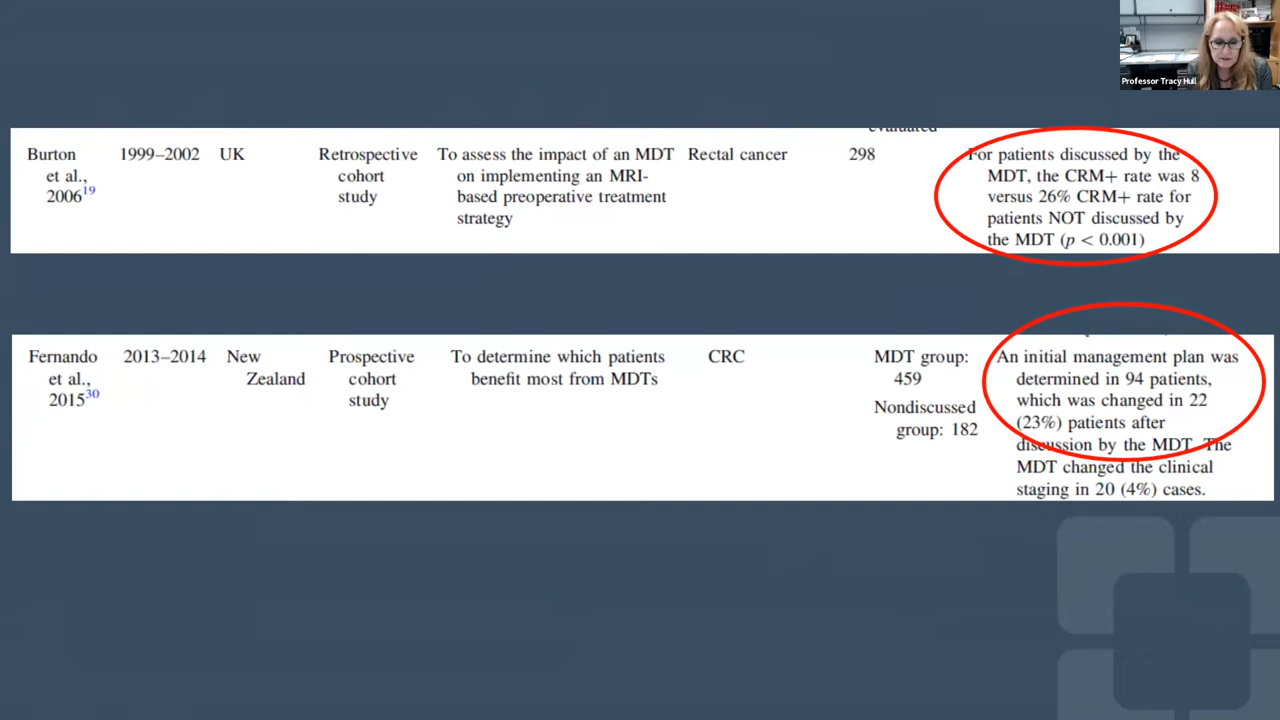 Professor Tracy Hull
evaluated
Burton
et al.,
2006¹⁹
1999–2002
UK
Retrospective
cohort
study
To assess the impact of an MDT
on implementing an MRI-
based preoperative treatment
strategy
Rectal cancer
298
For patients discussed by the
MDT, the CRM+ rate was 8
versus 26% CRM+ rate for
patients NOT discussed by
the MDT (p < 0.001)
Fernando
et al.,
2015³⁰
2013–2014
New
Zealand
Prospective
cohort
study
To determine which patients
benefit most from MDTs
CRC
MDT group:
459
Nondiscussed
group: 182
An initial management plan was
determined in 94 patients,
which was changed in 22
(23%) patients after
discussion by the MDT. The
MDT changed the clinical
staging in 20 (4%) cases.